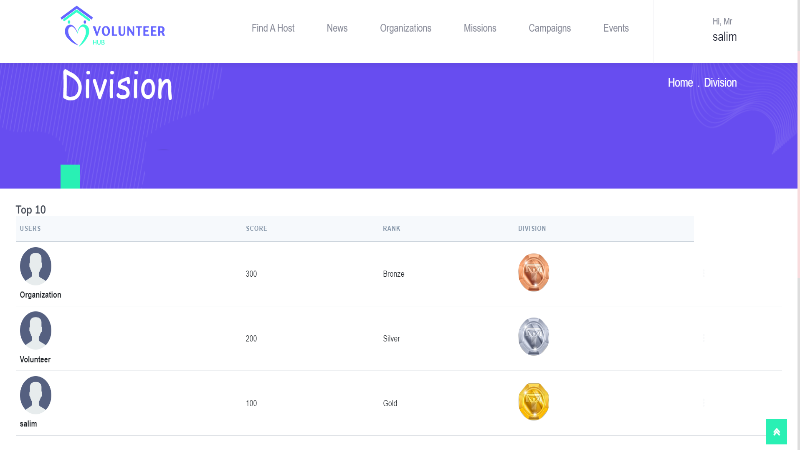 VOLUNTEER
HUB
Find A Host News Organizations Missions Campaigns Events
Hi, Mr
salim
Division
Home . Division
Top 10
USERS SCORE RANK DIVISION
Organization 300 Bronze
Volunteer 200 Silver
salim 100 Gold